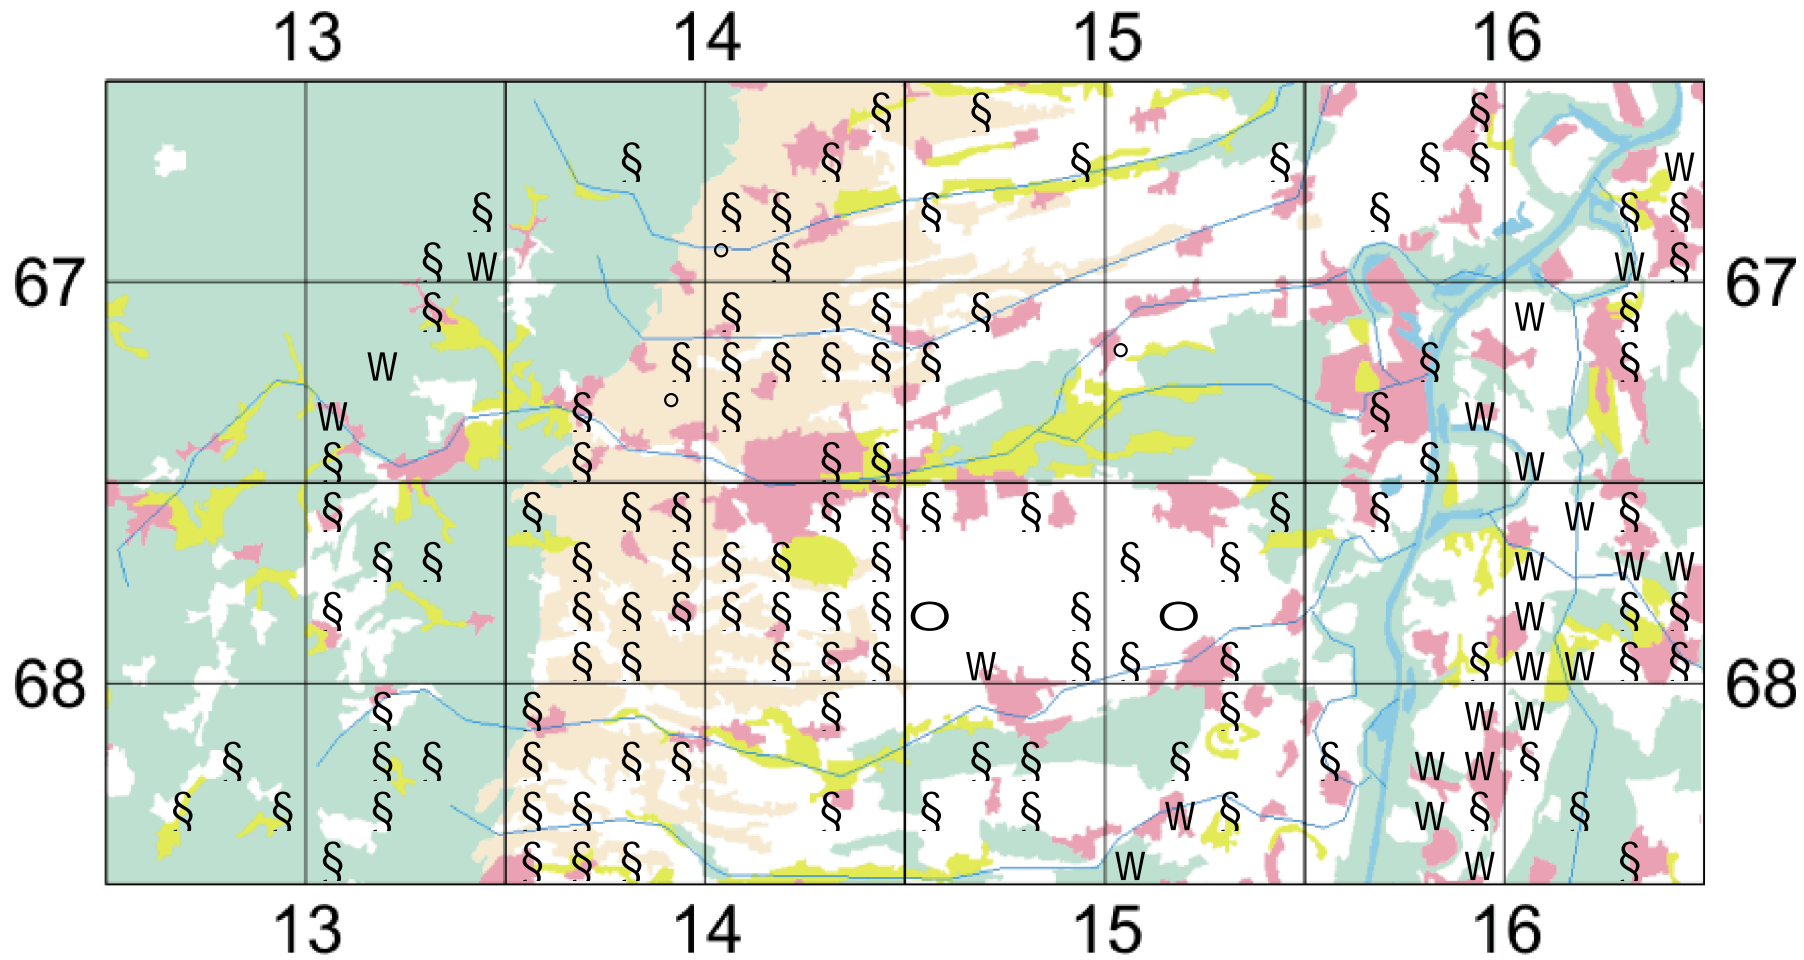 13 14 15 16
§ § §
§ § § § § § W
§ § § § § § §
o
§ W § W §
67 67
§ § § § § W §
o
W § § § § § § § §
o
W § § § W
§ § § § § W
§ § § § § § § § § § W §
§ § § § § § § § § W W W
§ § § § § § § § O § O W § §
§ § § § § W § § § § W W § §
68 68
§ § § § W W
§ § § § § § § § § § W W §
§ § § § § § § § W § W § §
§ § § § W W §
13 14 15 16